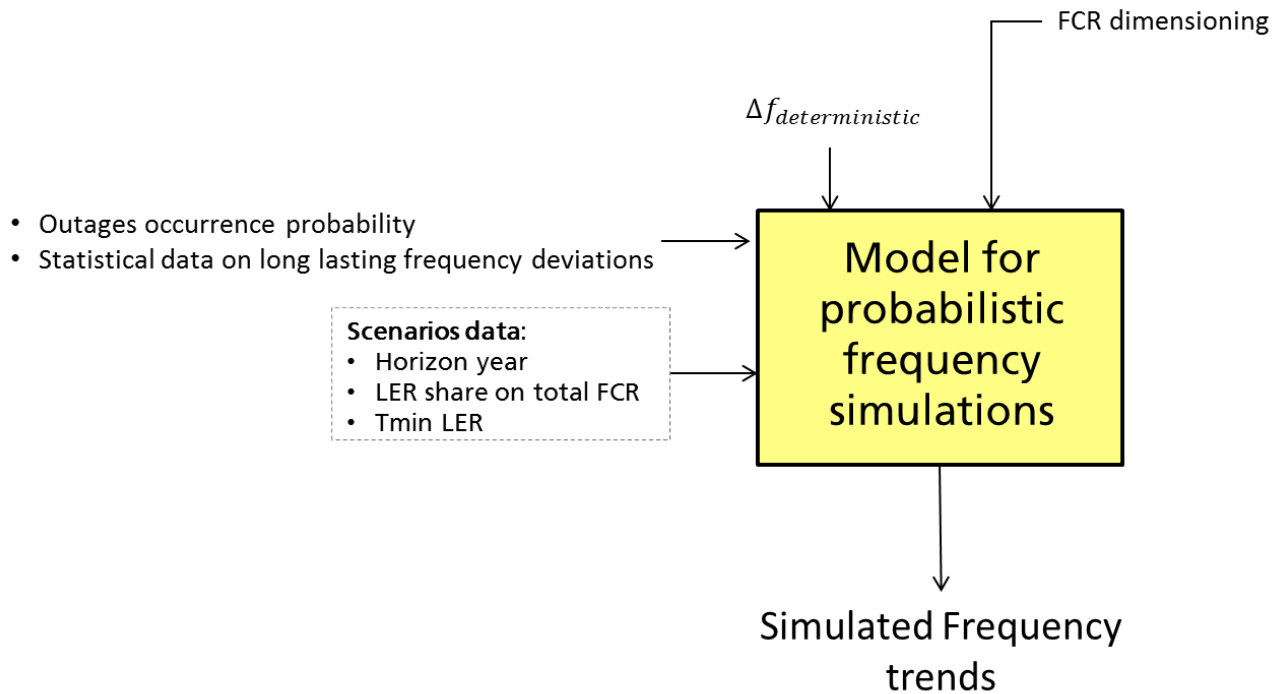 FCR dimensioning
Δf_deterministic
• Outages occurrence probability
• Statistical data on long lasting frequency deviations
Scenarios data:
• Horizon year
• LER share on total FCR
• Tmin LER
Model for
probabilistic
frequency
simulations
Simulated Frequency
trends